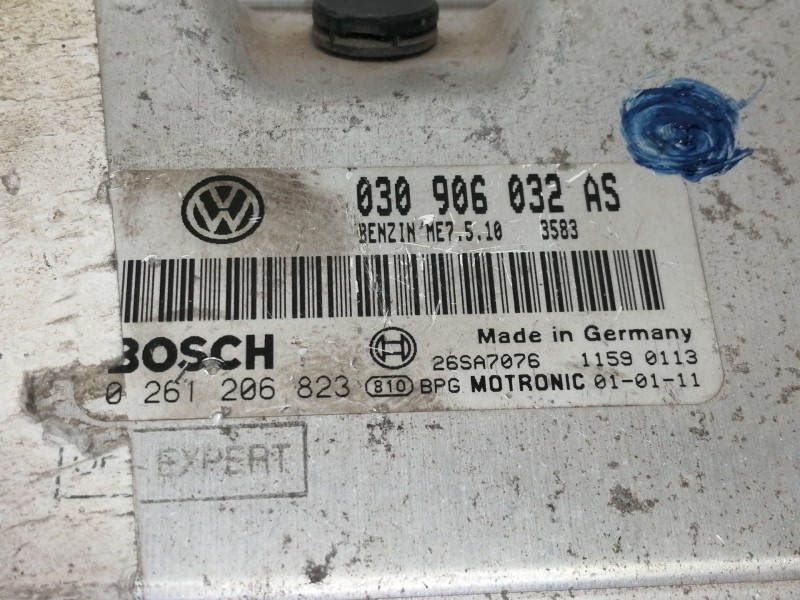 030 906 032 AS
BENZIN ME7.5.10 3583
BOSCH
Made in Germany
26SA7076 1159 0113
0 261 206 823 810 BPG MOTRONIC 01-01-11
EXPERT